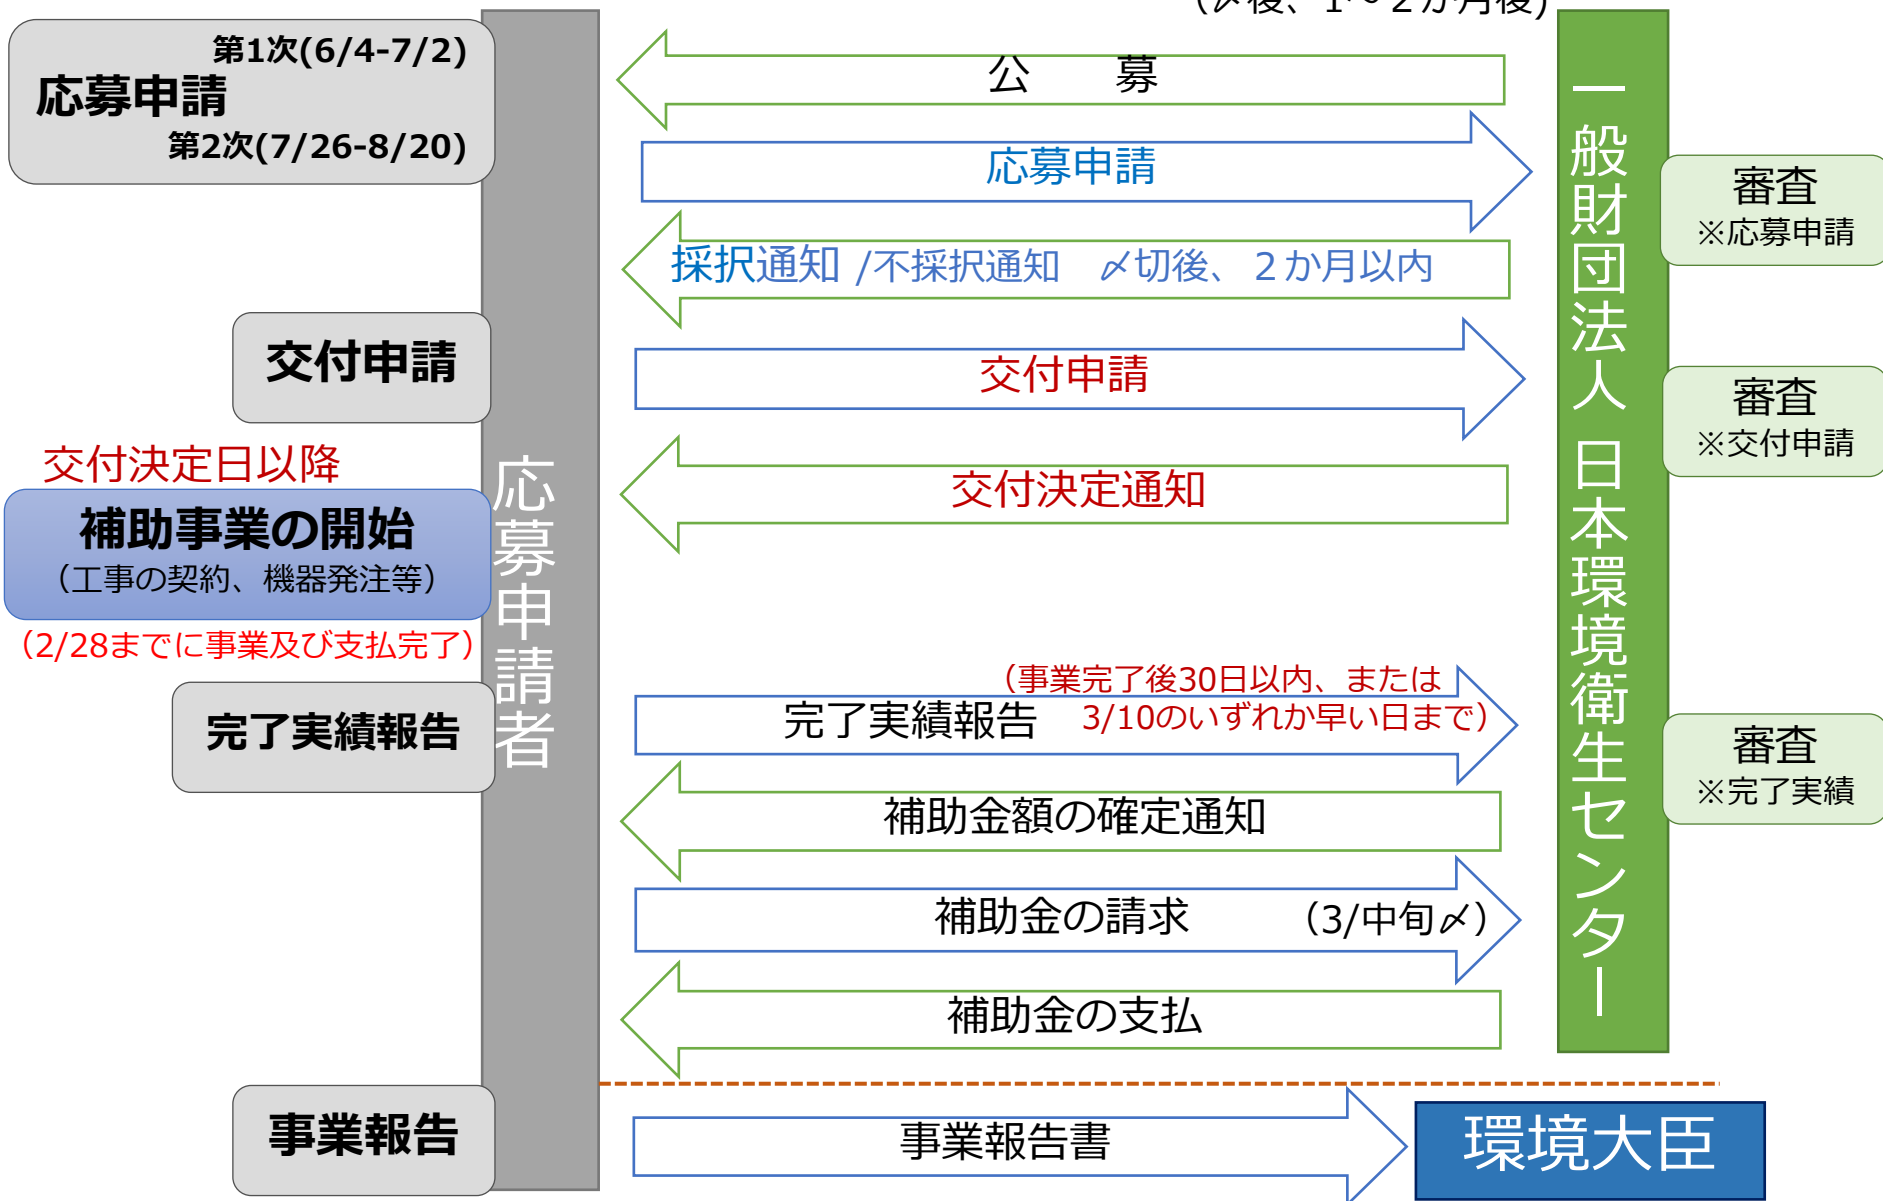 (〆後、1～２か月後)
第1次(6/4-7/2)
応募申請
第2次(7/26-8/20)
公　募
応募申請
審査
※応募申請
採択通知 /不採択通知　〆切後、２か月以内
交付申請
交付申請
審査
※交付申請
交付決定日以降
交付決定通知
補助事業の開始
（工事の契約、機器発注等）
（2/28までに事業及び支払完了）
（事業完了後30日以内、または
完了実績報告
完了実績報告　3/10のいずれか早い日まで）
審査
※完了実績
補助金額の確定通知
補助金の請求　（3/中旬〆）
補助金の支払
事業報告
事業報告書
環境大臣
応募申請者
一般財団法人 日本環境衛生センター